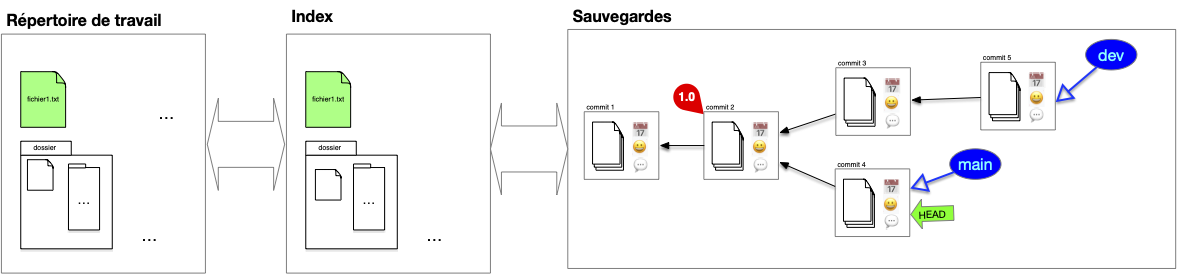 Répertoire de travail
Index
Sauvegardes
fichier1.txt
...
dossier
...
...
fichier1.txt
dossier
...
...
commit 1
17
1.0
commit 2
17
commit 3
17
commit 5
17
dev
commit 4
17
main
HEAD